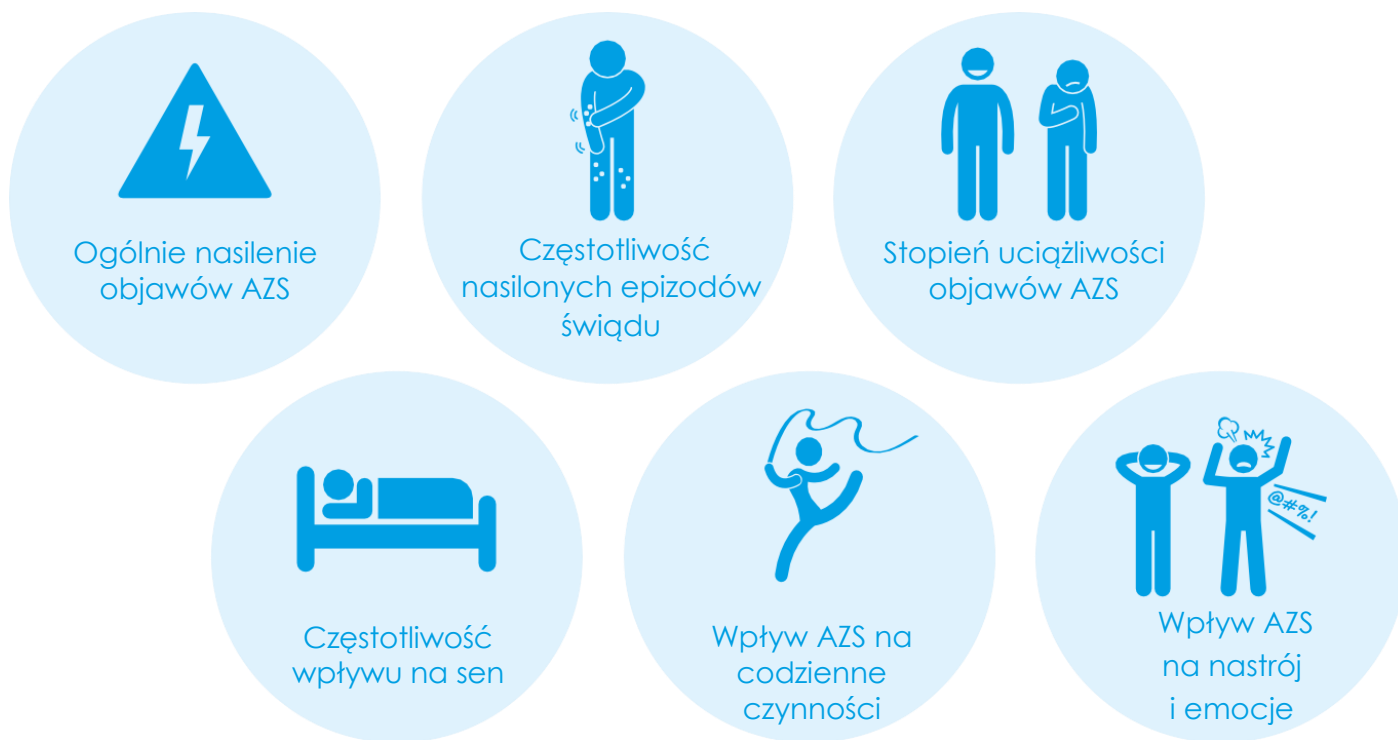 Ogólnie nasilenie
objawów AZS
Częstotliwość
nasilonych epizodów
świądu
Stopień uciążliwości
objawów AZS
Częstotliwość
wpływu na sen
Wpływ AZS na
codzienne
czynności
@#%!
Wpływ AZS
na nastrój
i emocje